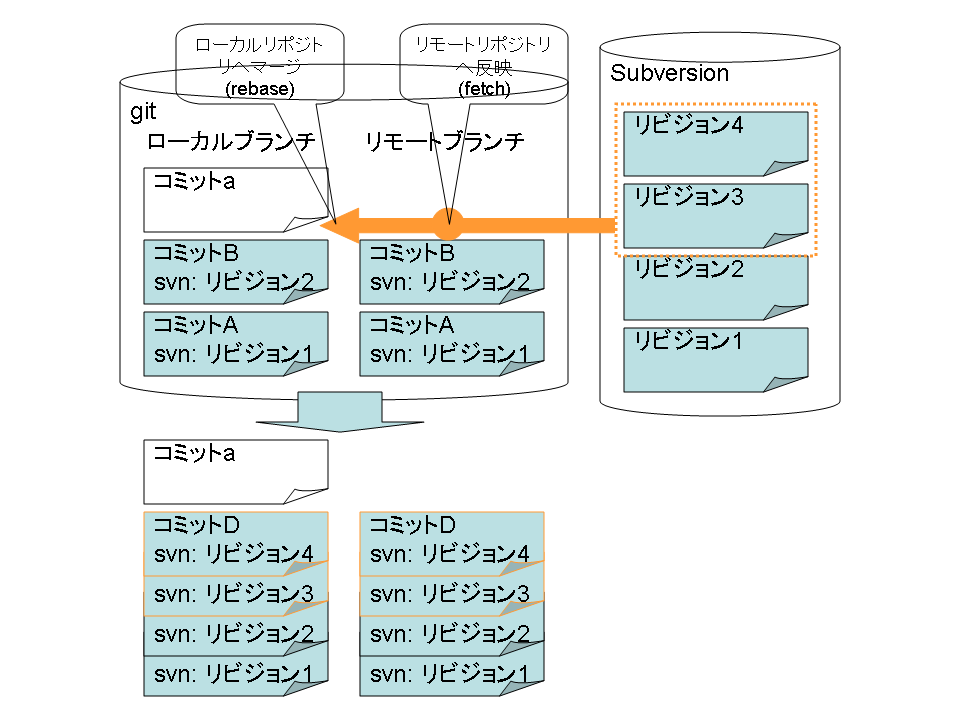 ローカルリポジト
リへマージ
(rebase)
リモートリポジトリ
へ反映
(fetch)
Subversion
git
ローカルブランチ
リモートブランチ
リビジョン4
リビジョン3
リビジョン2
リビジョン1
コミットa
コミットB
svn: リビジョン2
コミットB
svn: リビジョン2
コミットA
svn: リビジョン1
コミットA
svn: リビジョン1
コミットa
コミットD
svn: リビジョン4
svn: リビジョン3
svn: リビジョン2
svn: リビジョン1
コミットD
svn: リビジョン4
svn: リビジョン3
svn: リビジョン2
svn: リビジョン1